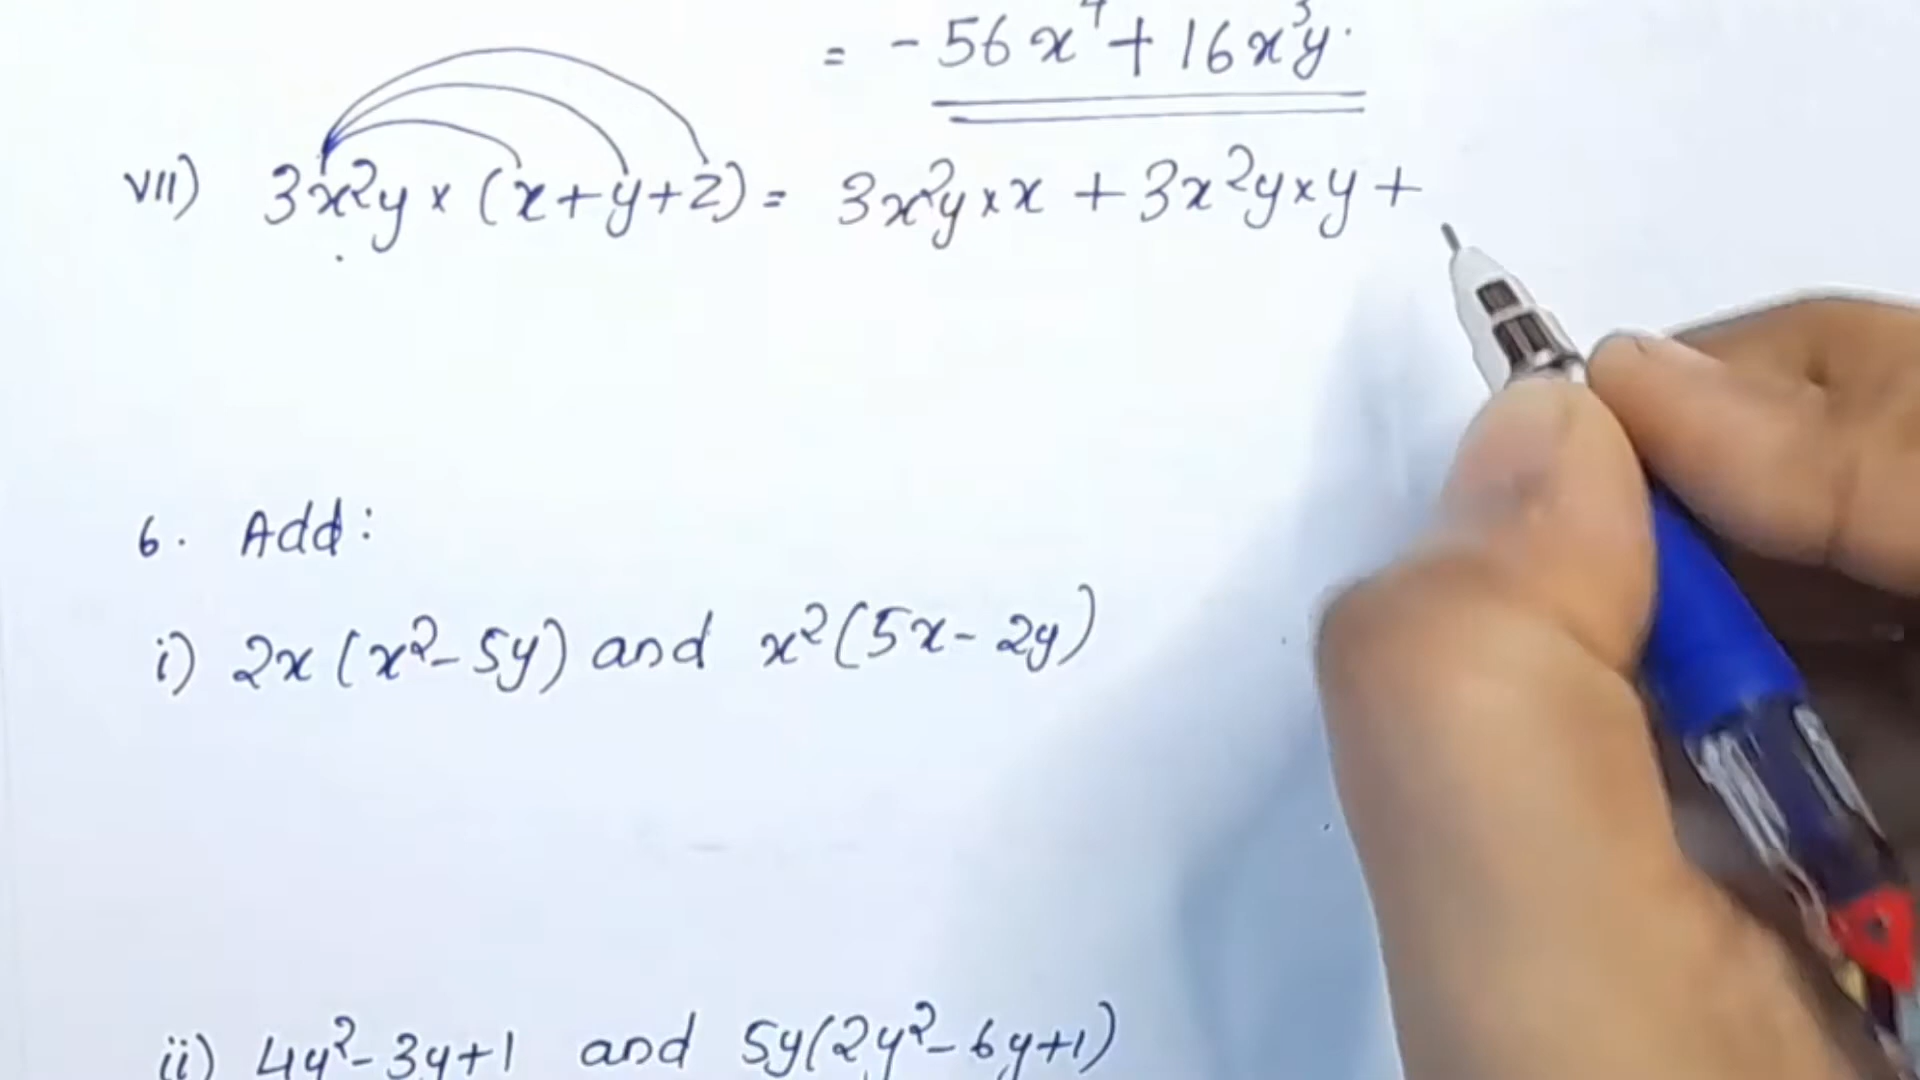 = -56x⁴ + 16x³y.
vii) 3x²y × (x+y+z) = 3x²y × x + 3x²y × y +
6. Add:
i) 2x (x² - 5y) and x² (5x - 2y)
ii) 4y² - 3y + 1 and 5y (2y² - 6y + 1)